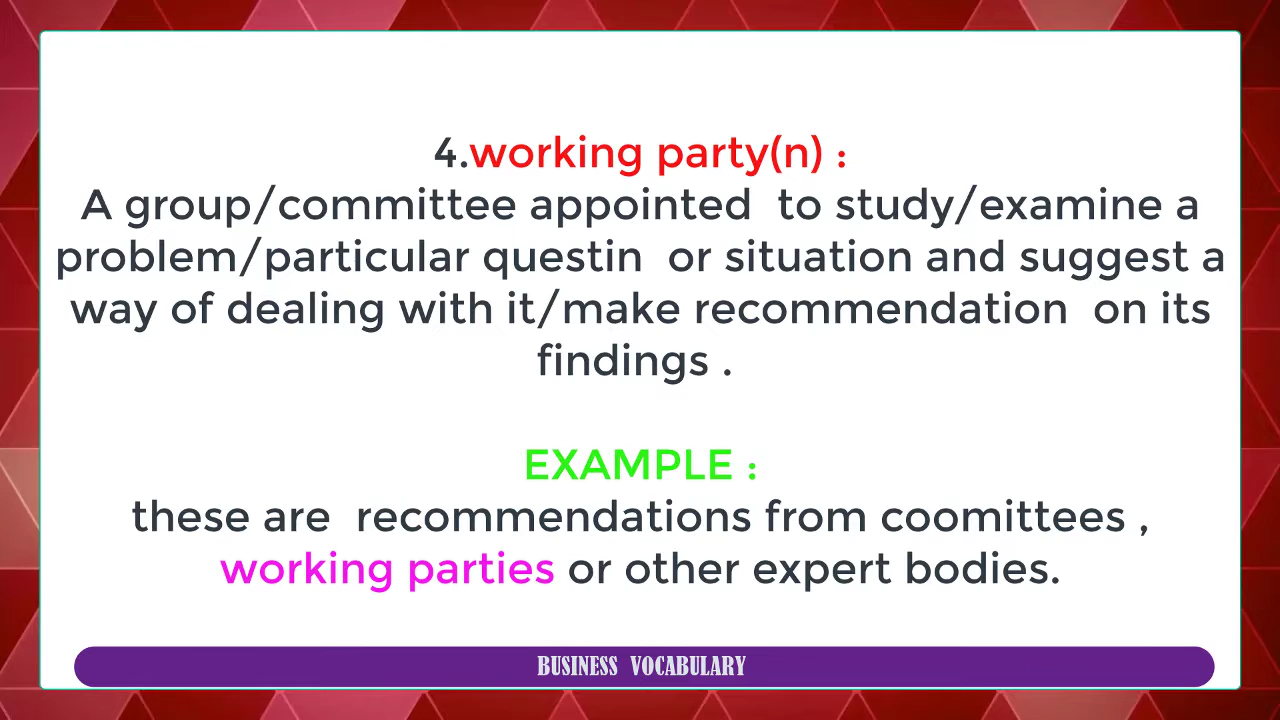 4.working party(n) :
A group/committee appointed  to study/examine a
problem/particular questin  or situation and suggest a
way of dealing with it/make recommendation  on its
findings .
EXAMPLE :
these are  recommendations from coomittees ,
working parties or other expert bodies.
BUSINESS  VOCABULARY